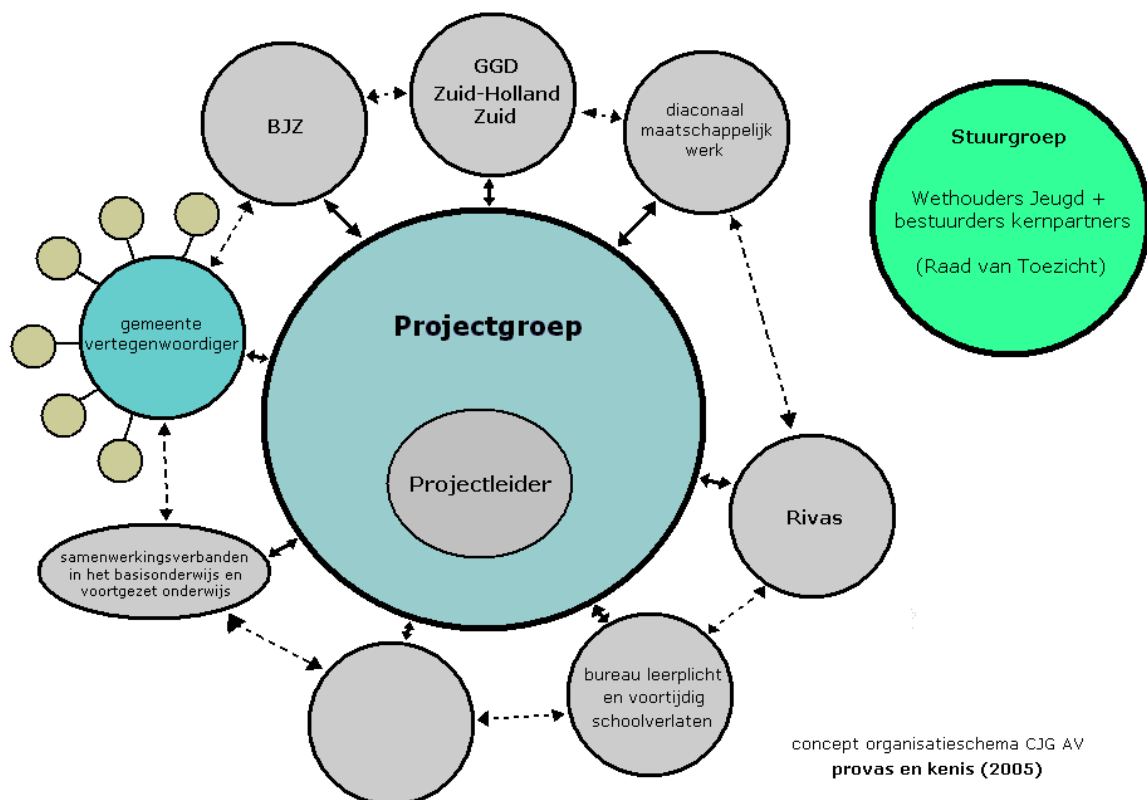 GGD
Zuid-Holland
Zuid
BJZ
diaconaal
maatschappelijk
werk
Stuurgroep
Wethouders Jeugd +
bestuurders kernpartners
(Raad van Toezicht)
gemeente
vertegenwoordiger
Projectgroep
Projectleider
Rivas
samenwerkingsverbanden
in het basisonderwijs en
voortgezet onderwijs
bureau leerplicht
en voortijdig
schoolverlaten
concept organisatieschema CJG AV
provas en kenis (2005)